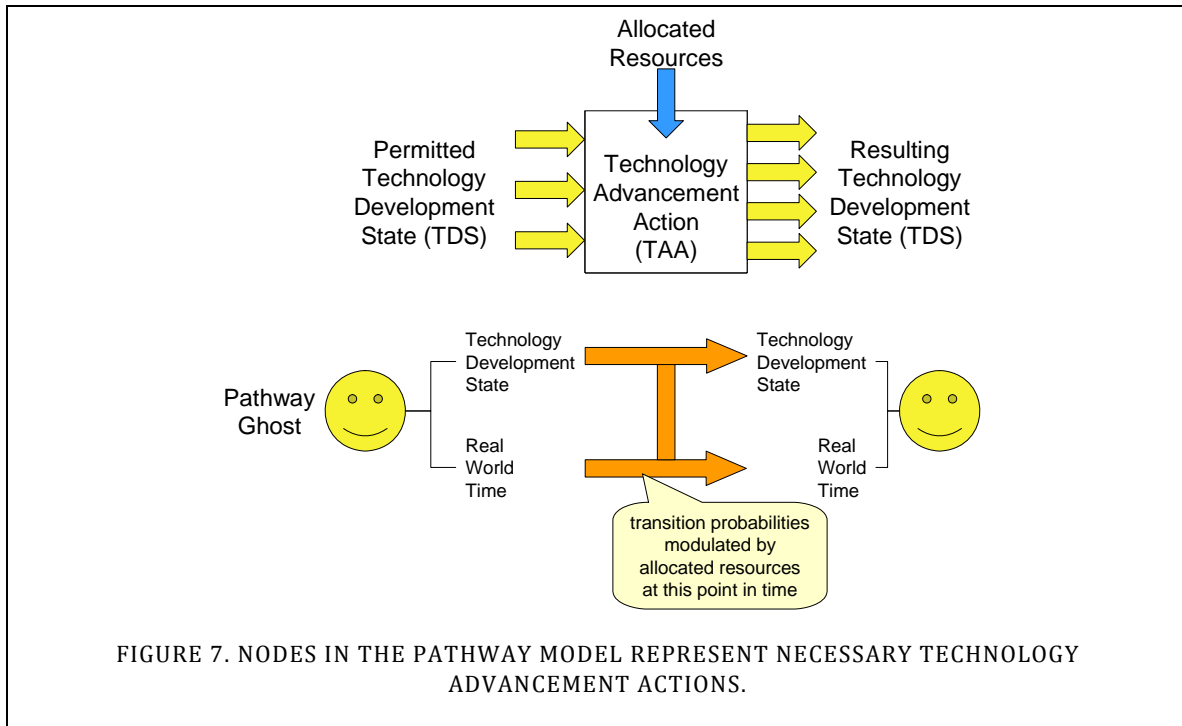 Allocated
Resources
Permitted
Technology
Development
State (TDS)
Technology
Advancement
Action
(TAA)
Resulting
Technology
Development
State (TDS)
Pathway
Ghost
Technology
Development
State
Real
World
Time
Technology
Development
State
Real
World
Time
transition probabilities
modulated by
allocated resources
at this point in time
FIGURE 7. NODES IN THE PATHWAY MODEL REPRESENT NECESSARY TECHNOLOGY
ADVANCEMENT ACTIONS.